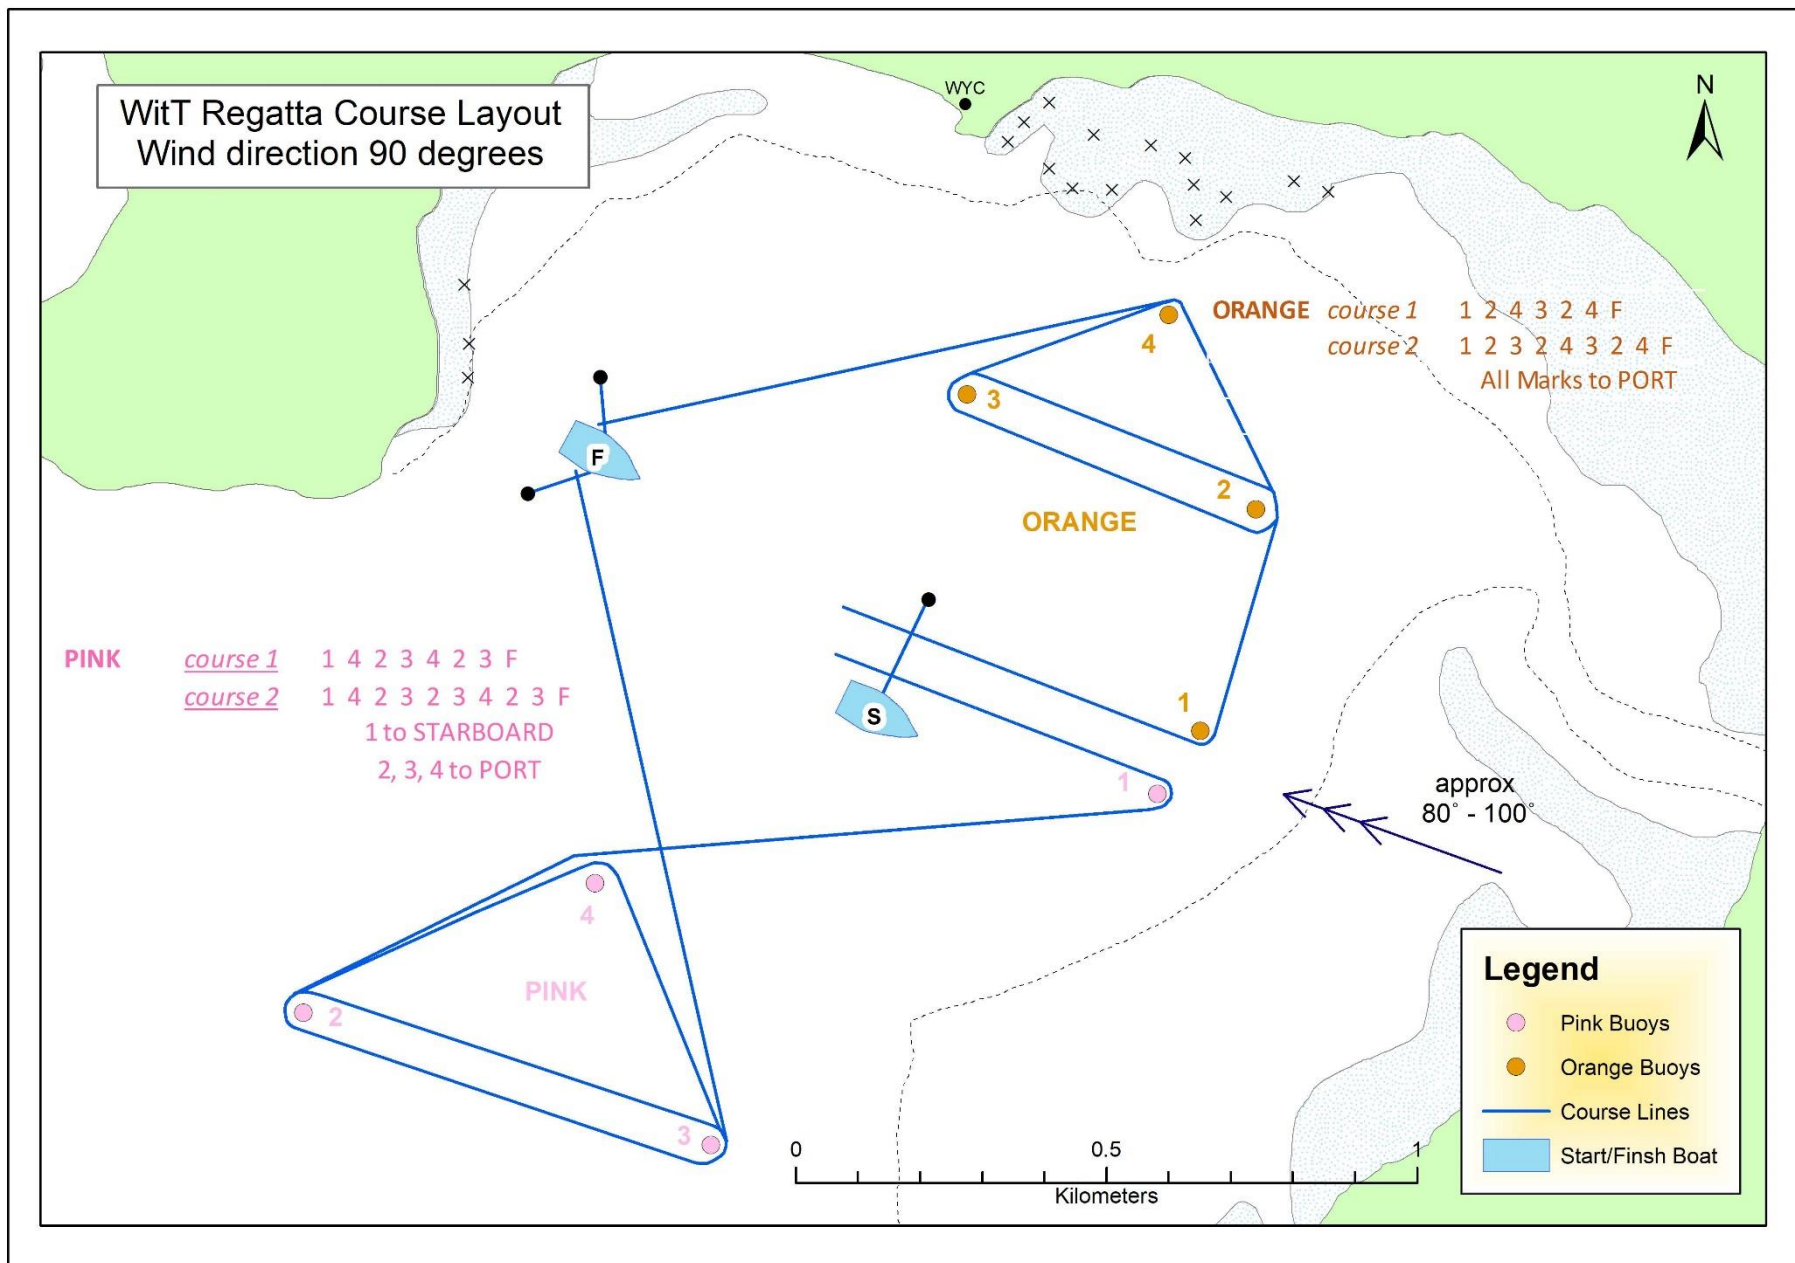 WitT Regatta Course Layout
Wind direction 90 degrees
WYC
N
ORANGE course 1 1 2 4 3 2 4 F
course 2 1 2 3 2 4 3 2 4 F
All Marks to PORT
4
3
2
F
ORANGE
S
1
PINK course 1 1 4 2 3 4 2 3 F
course 2 1 4 2 3 2 3 4 2 3 F
1 to STARBOARD
2, 3, 4 to PORT
1
approx
80° - 100°
4
PINK
2
3
0 0.5 1
Kilometers
Legend
Pink Buoys
Orange Buoys
Course Lines
Start/Finsh Boat